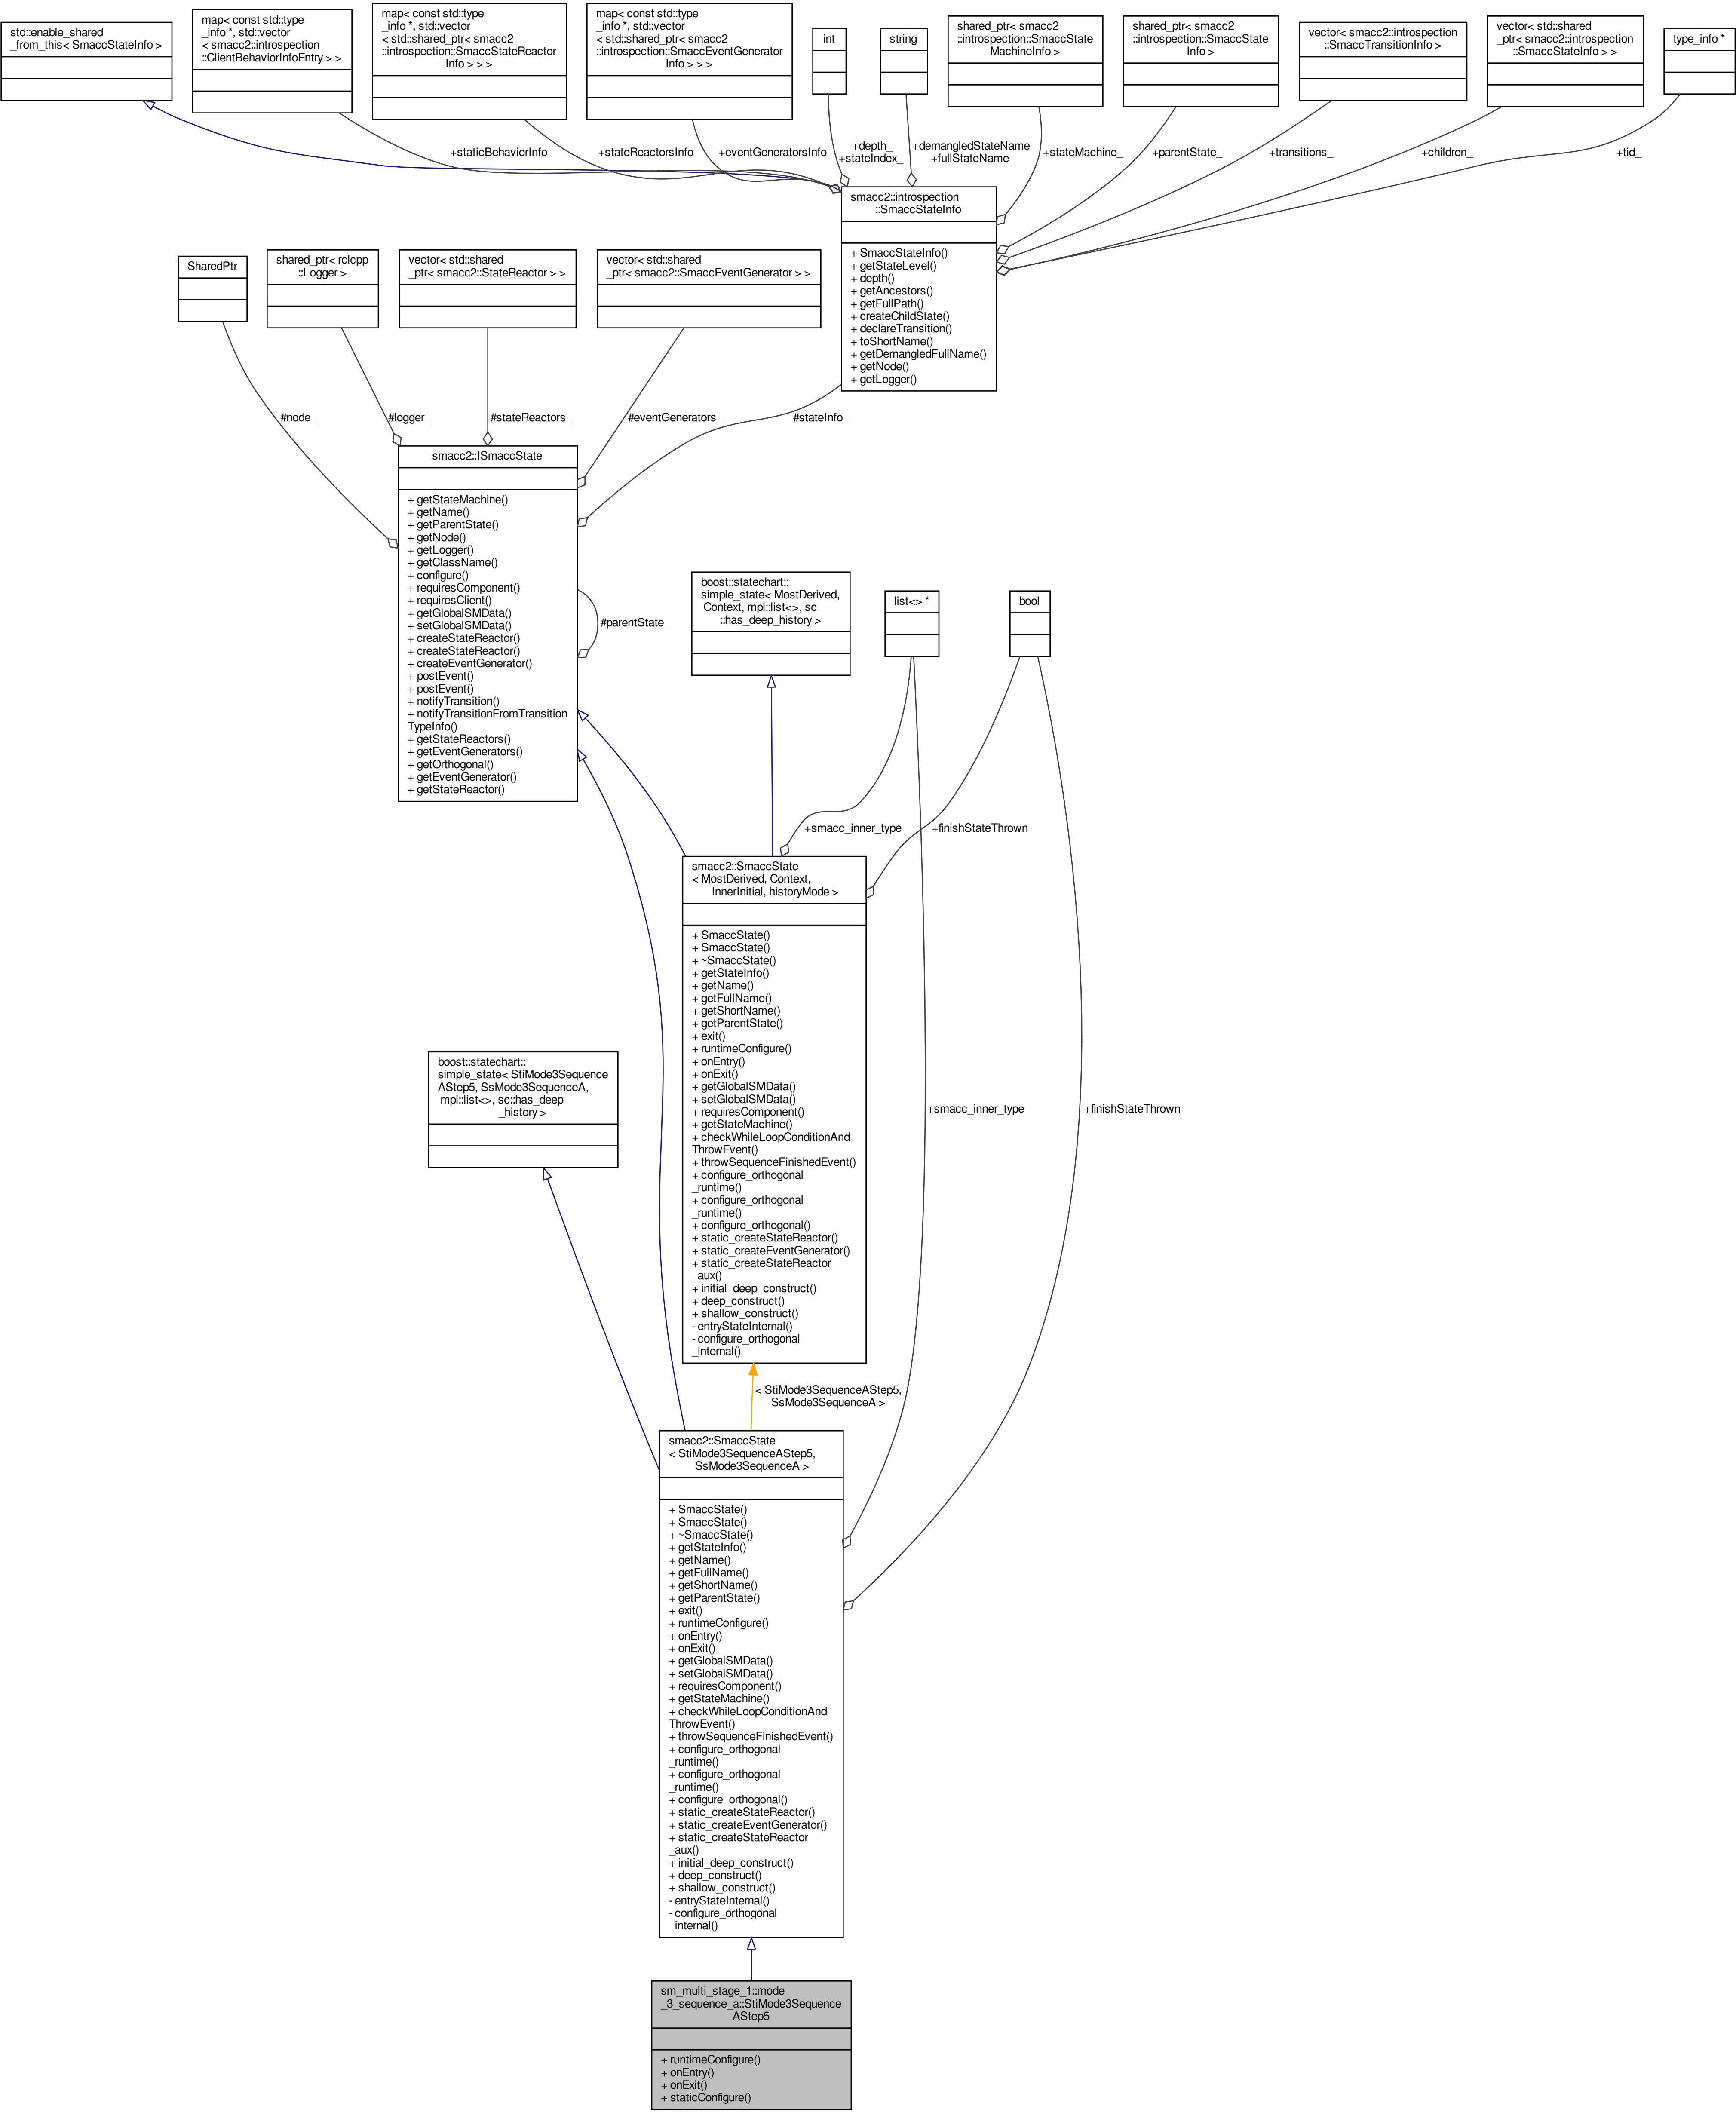 std::enable_shared
_from_this< SmaccStateInfo >
map< const std::type
_info *, std::vector
< smacc2::introspection
::ClientBehaviorInfoEntry > >
map< const std::type
_info *, std::vector
< std::shared_ptr< smacc2
::introspection::SmaccStateReactor
Info > > >
map< const std::type
_info *, std::vector
< std::shared_ptr< smacc2
::introspection::SmaccEventGenerator
Info > > >
int
string
shared_ptr< smacc2
::introspection::SmaccState
MachineInfo >
shared_ptr< smacc2
::introspection::SmaccState
Info >
vector< smacc2::introspection
::SmaccTransitionInfo >
vector< std::shared
_ptr< smacc2::introspection
::SmaccStateInfo > >
type_info *
+staticBehaviorInfo
+stateReactorsInfo
+eventGeneratorsInfo
+depth_
+stateIndex_
+demangledStateName
+fullStateName
+stateMachine_
+parentState_
+transitions_
+children_
+tid_
smacc2::introspection
::SmaccStateInfo
+ SmaccStateInfo()
+ getStateLevel()
+ depth()
+ getAncestors()
+ getFullPath()
+ createChildState()
+ declareTransition()
+ toShortName()
+ getDemangledFullName()
+ getNode()
+ getLogger()
SharedPtr
shared_ptr< rclcpp
::Logger >
vector< std::shared
_ptr< smacc2::StateReactor > >
vector< std::shared
_ptr< smacc2::SmaccEventGenerator > >
#node_
#logger_
#stateReactors_
#eventGenerators_
#stateInfo_
smacc2::ISmaccState
+ getStateMachine()
+ getName()
+ getParentState()
+ getNode()
+ getLogger()
+ getClassName()
+ configure()
+ requiresComponent()
+ requiresClient()
+ getGlobalSMData()
+ setGlobalSMData()
+ createStateReactor()
+ createStateReactor()
+ createEventGenerator()
+ postEvent()
+ postEvent()
+ notifyTransition()
+ notifyTransitionFromTransition
TypeInfo()
+ getStateReactors()
+ getEventGenerators()
+ getOrthogonal()
+ getEventGenerator()
+ getStateReactor()
#parentState_
boost::statechart::
simple_state< MostDerived,
Context, mpl::list<>, sc
::has_deep_history >
list<> *
bool
+smacc_inner_type
+finishStateThrown
smacc2::SmaccState
< MostDerived, Context,
InnerInitial, historyMode >
+ SmaccState()
+ SmaccState()
+ ~SmaccState()
+ getStateInfo()
+ getName()
+ getFullName()
+ getShortName()
+ getParentState()
+ exit()
+ runtimeConfigure()
+ onEntry()
+ onExit()
+ getGlobalSMData()
+ setGlobalSMData()
+ requiresComponent()
+ getStateMachine()
+ checkWhileLoopConditionAnd
ThrowEvent()
+ throwSequenceFinishedEvent()
+ configure_orthogonal
_runtime()
+ configure_orthogonal
_runtime()
+ configure_orthogonal()
+ static_createStateReactor()
+ static_createEventGenerator()
+ static_createStateReactor
_aux()
+ initial_deep_construct()
+ deep_construct()
+ shallow_construct()
- entryStateInternal()
- configure_orthogonal
_internal()
boost::statechart::
simple_state< StiMode3Sequence
AStep5, SsMode3SequenceA,
mpl::list<>, sc::has_deep
_history >
+smacc_inner_type
+finishStateThrown
< StiMode3SequenceAStep5,
SsMode3SequenceA >
smacc2::SmaccState
< StiMode3SequenceAStep5,
SsMode3SequenceA >
+ SmaccState()
+ SmaccState()
+ ~SmaccState()
+ getStateInfo()
+ getName()
+ getFullName()
+ getShortName()
+ getParentState()
+ exit()
+ runtimeConfigure()
+ onEntry()
+ onExit()
+ getGlobalSMData()
+ setGlobalSMData()
+ requiresComponent()
+ getStateMachine()
+ checkWhileLoopConditionAnd
ThrowEvent()
+ throwSequenceFinishedEvent()
+ configure_orthogonal
_runtime()
+ configure_orthogonal
_runtime()
+ configure_orthogonal()
+ static_createStateReactor()
+ static_createEventGenerator()
+ static_createStateReactor
_aux()
+ initial_deep_construct()
+ deep_construct()
+ shallow_construct()
- entryStateInternal()
- configure_orthogonal
_internal()
sm_multi_stage_1::mode
_3_sequence_a::StiMode3Sequence
AStep5
+ runtimeConfigure()
+ onEntry()
+ onExit()
+ staticConfigure()